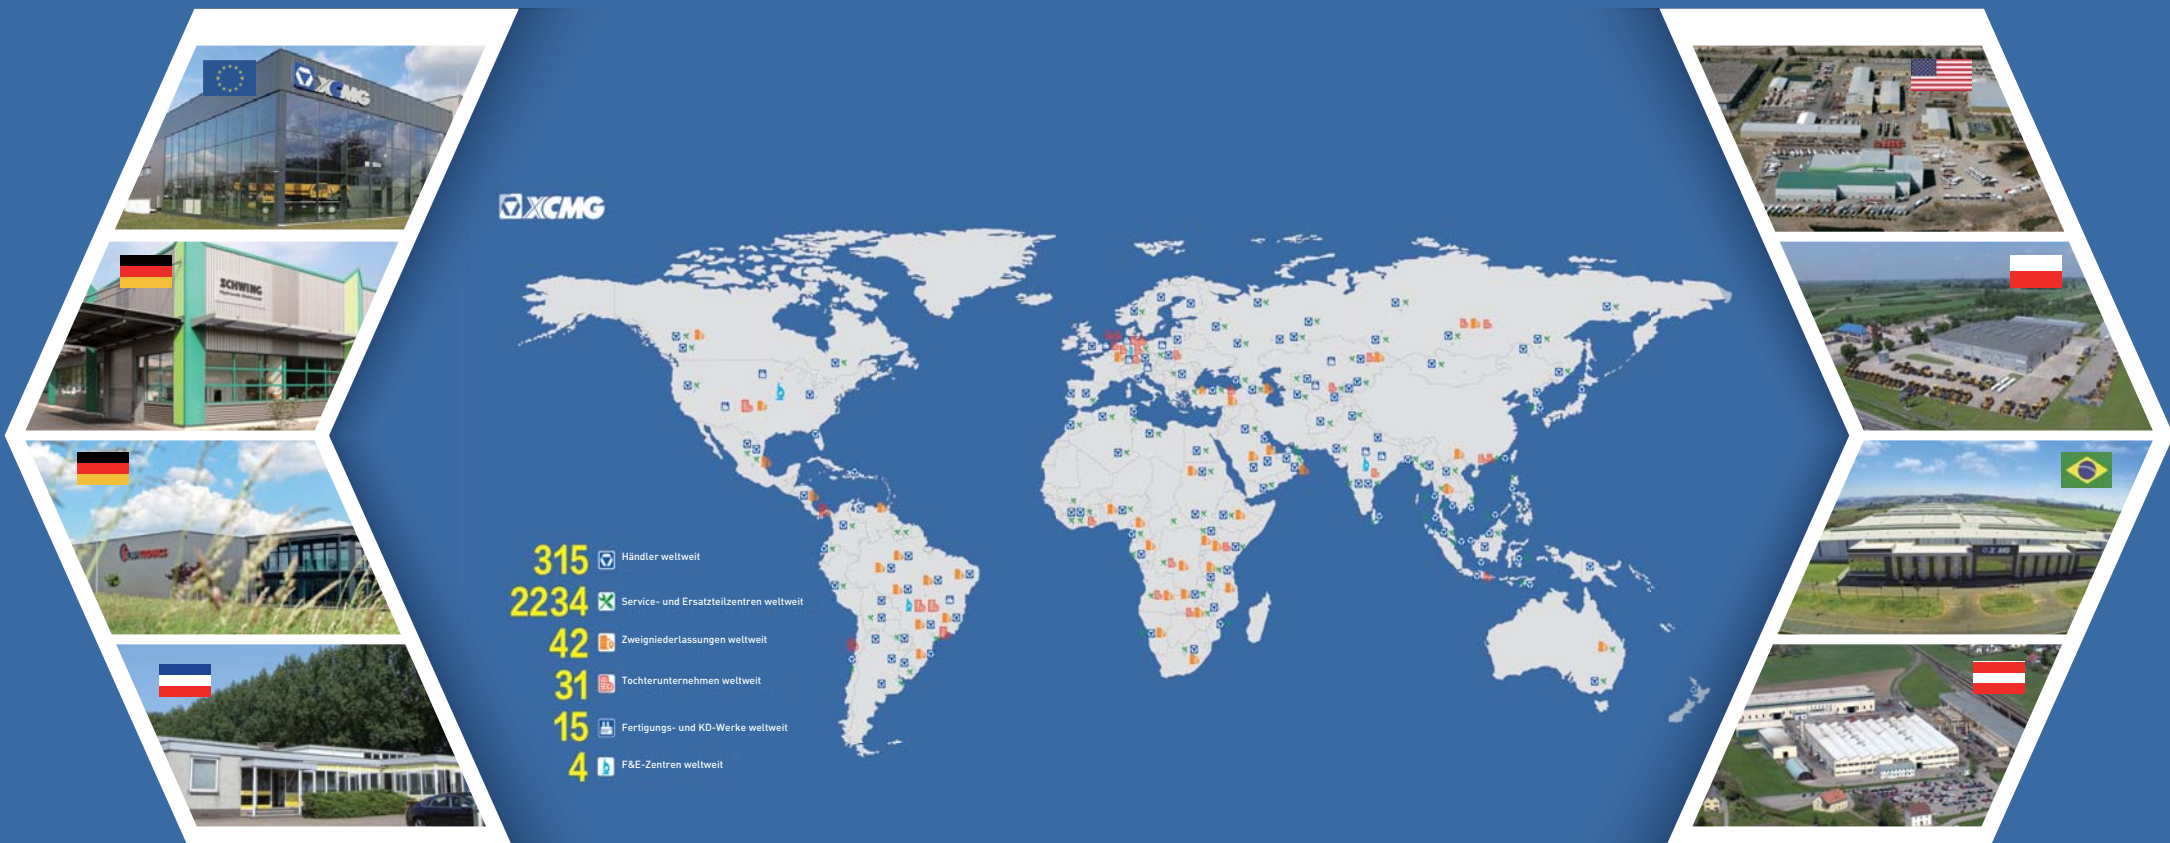 XCMG
SCHWING
XCMG
315 Händler weltweit
2234 Service- und Ersatzteilzentren weltweit
42 Zweigniederlassungen weltweit
31 Tochterunternehmen weltweit
15 Fertigungs- und KD-Werke weltweit
4 F&E-Zentren weltweit